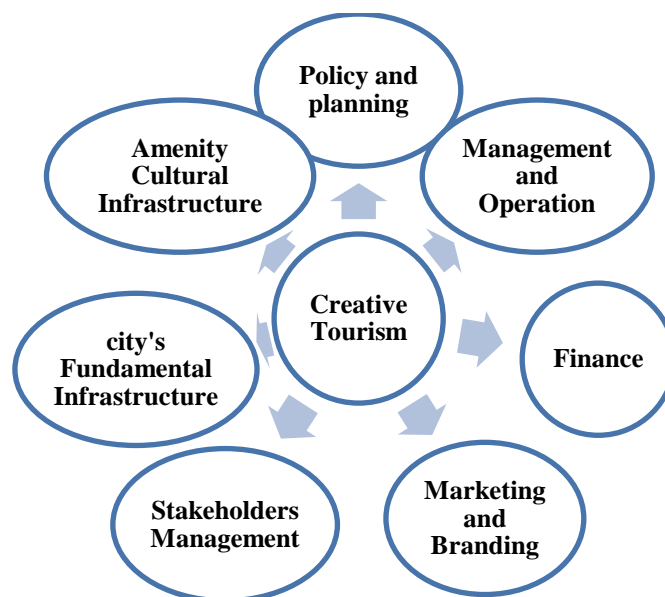 Policy and
planning
Amenity
Cultural
Infrastructure
Management
and
Operation
Creative
Tourism
city's
Fundamental
Infrastructure
Finance
Stakeholders
Management
Marketing
and
Branding